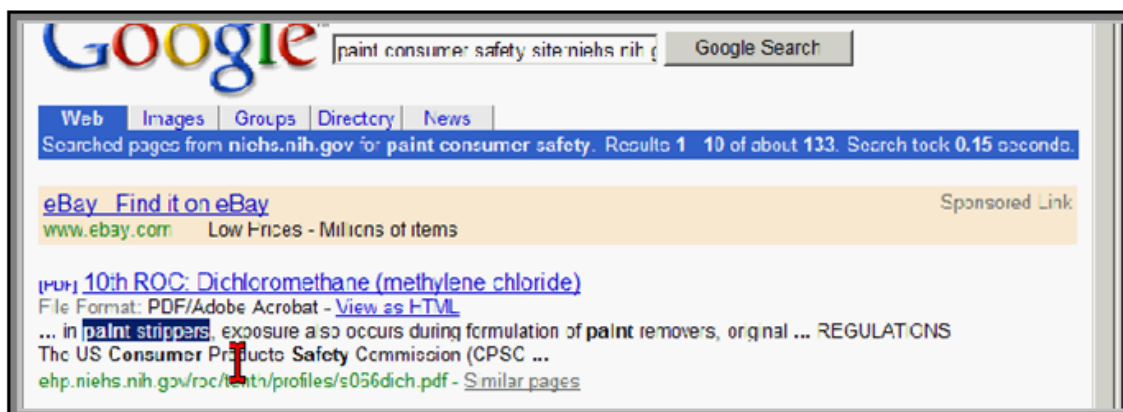 Google
paint consumer safety site:niehs nih g Google Search
Web Images Groups Directory News
Searched pages from niehs.nih.gov for paint consumer safety. Results 1 10 of about 133. Search took 0.15 seconds.
eBay Find it on eBay Sponsored Link
www.ebay.com Low Prices - Millions of items
[PDF] 10th ROC: Dichloromethane (methylene chloride)
File Format: PDF/Adobe Acrobat - View as HTML
... in paint strippers, exposure also occurs during formulation of paint removers, original ... REGULATIONS
The US Consumer Products Safety Commission (CPSC ...
ehp.niehs.nih.gov/roc/tenth/profiles/s066dich.pdf - Similar pages